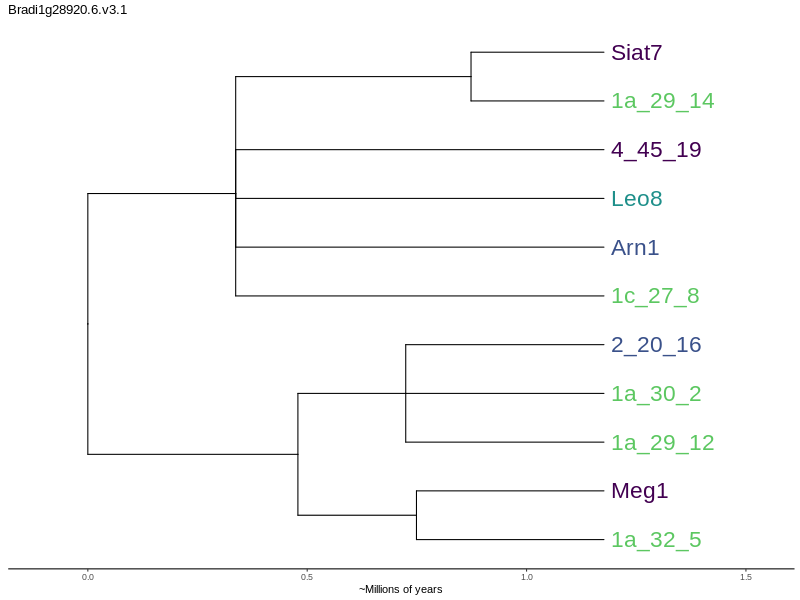 Bradi1g28920.6.v3.1
Siat7
1a_29_14
4_45_19
Leo8
Arn1
1c_27_8
2_20_16
1a_30_2
1a_29_12
Meg1
1a_32_5
0.0 0.5 1.0 1.5
~Millions of years